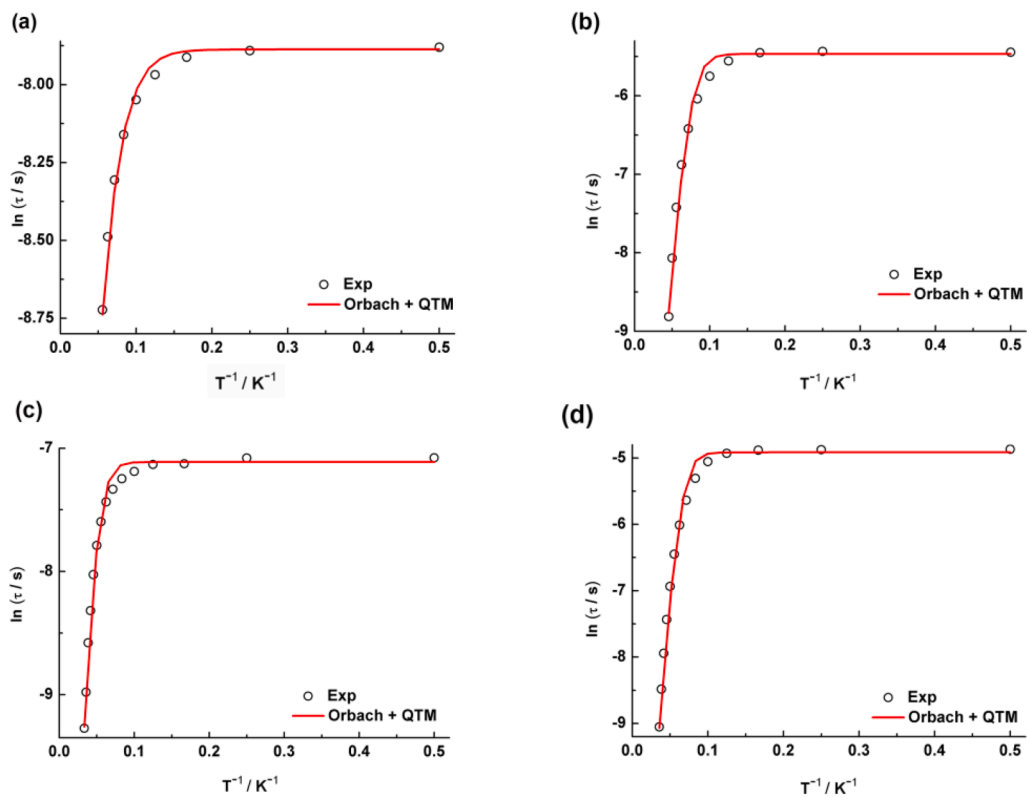 (a)
-8.00
-8.25
-8.50
-8.75
ln (τ / s)
Exp
Orbach + QTM
0.0 0.1 0.2 0.3 0.4 0.5
T⁻¹ / K⁻¹
(b)
-6
-7
-8
-9
ln (τ / s)
Exp
Orbach + QTM
0.0 0.1 0.2 0.3 0.4 0.5
T⁻¹ / K⁻¹
(c)
-7
-8
-9
ln (τ / s)
Exp
Orbach + QTM
0.0 0.1 0.2 0.3 0.4 0.5
T⁻¹ / K⁻¹
(d)
-5
-6
-7
-8
-9
ln (τ / s)
Exp
Orbach + QTM
0.0 0.1 0.2 0.3 0.4 0.5
T⁻¹ / K⁻¹